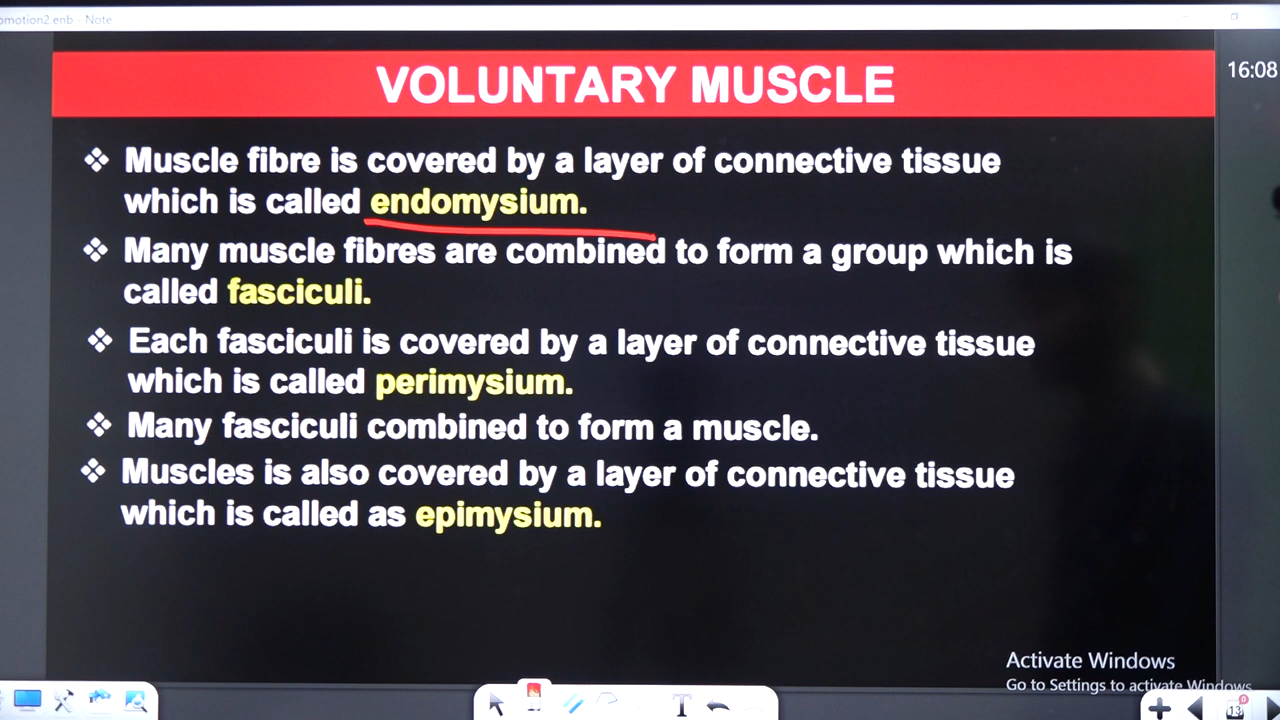 omotion2.enb - Note
16:08
VOLUNTARY MUSCLE
❖ Muscle fibre is covered by a layer of connective tissue
which is called endomysium.
❖ Many muscle fibres are combined to form a group which is
called fasciculi.
❖ Each fasciculi is covered by a layer of connective tissue
which is called perimysium.
❖ Many fasciculi combined to form a muscle.
❖ Muscles is also covered by a layer of connective tissue
which is called as epimysium.
Activate Windows
Go to Settings to activate Windows.
T
13
0